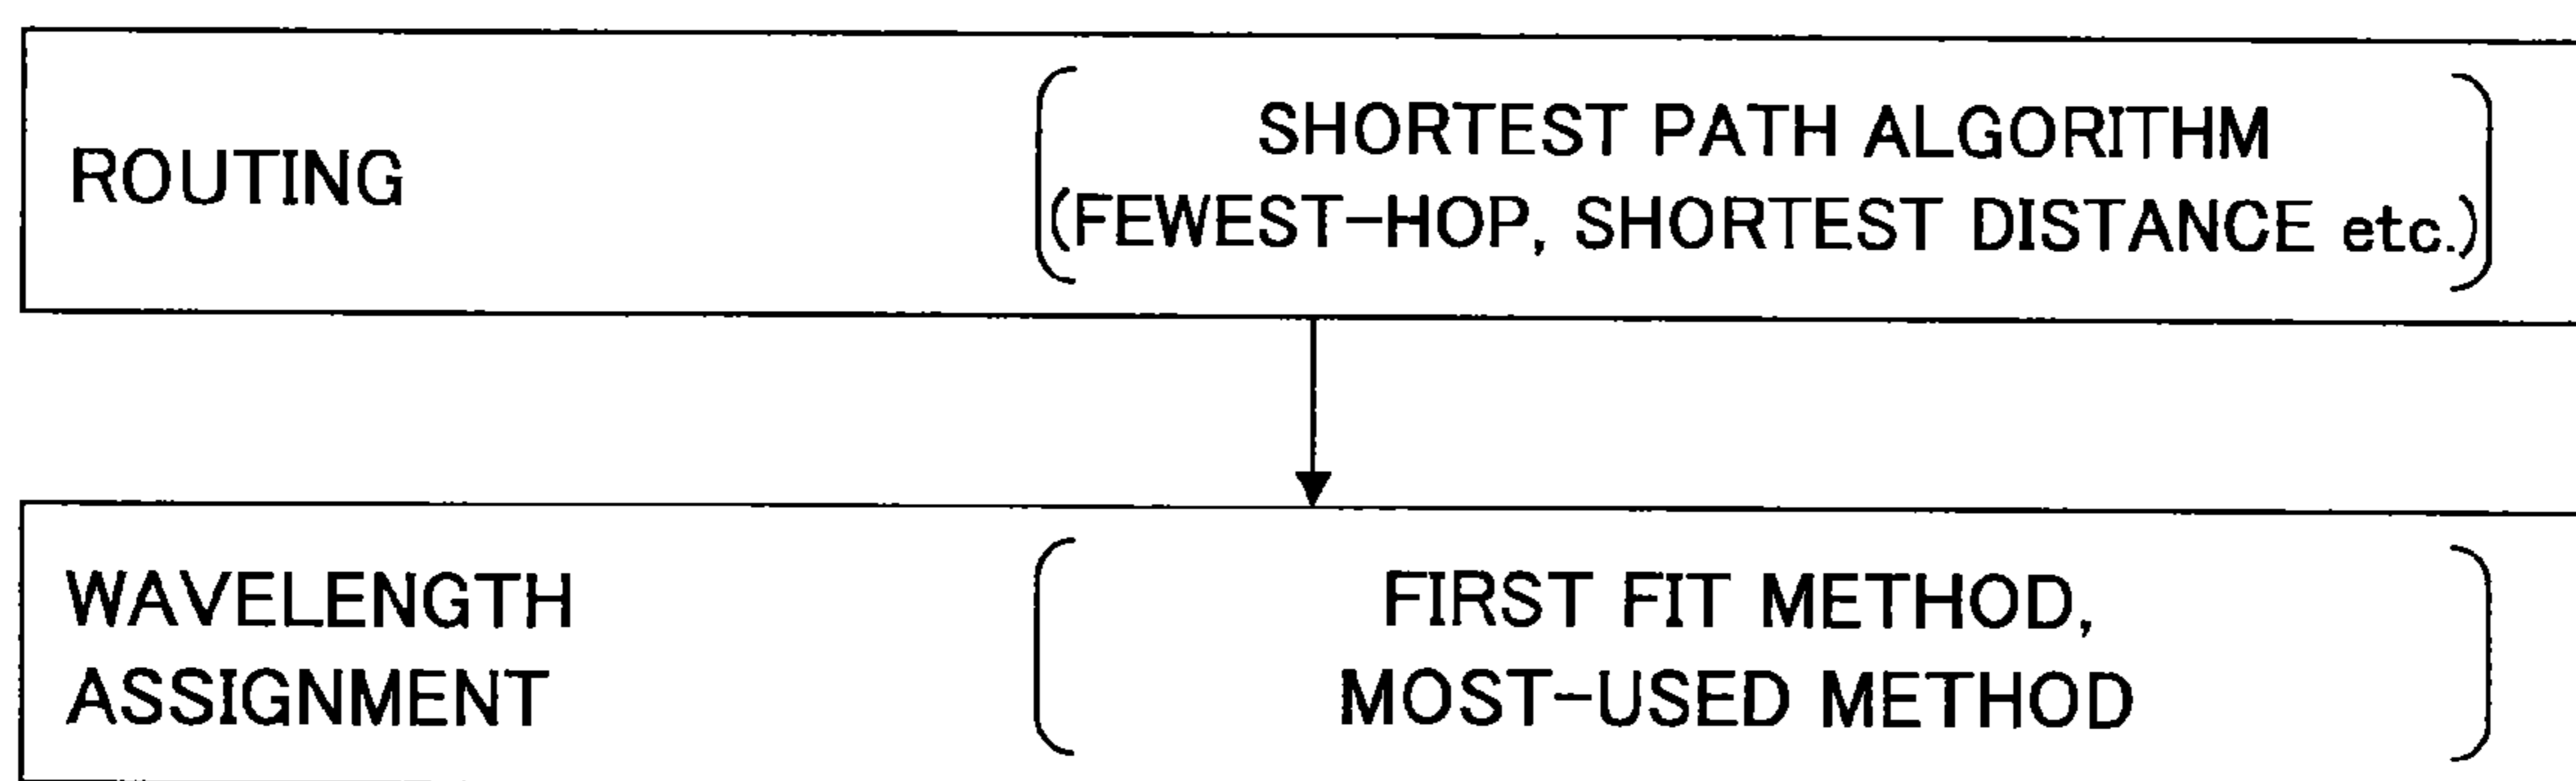 ROUTING
SHORTEST PATH ALGORITHM
(FEWEST-HOP, SHORTEST DISTANCE etc.)
WAVELENGTH
ASSIGNMENT
FIRST FIT METHOD,
MOST-USED METHOD